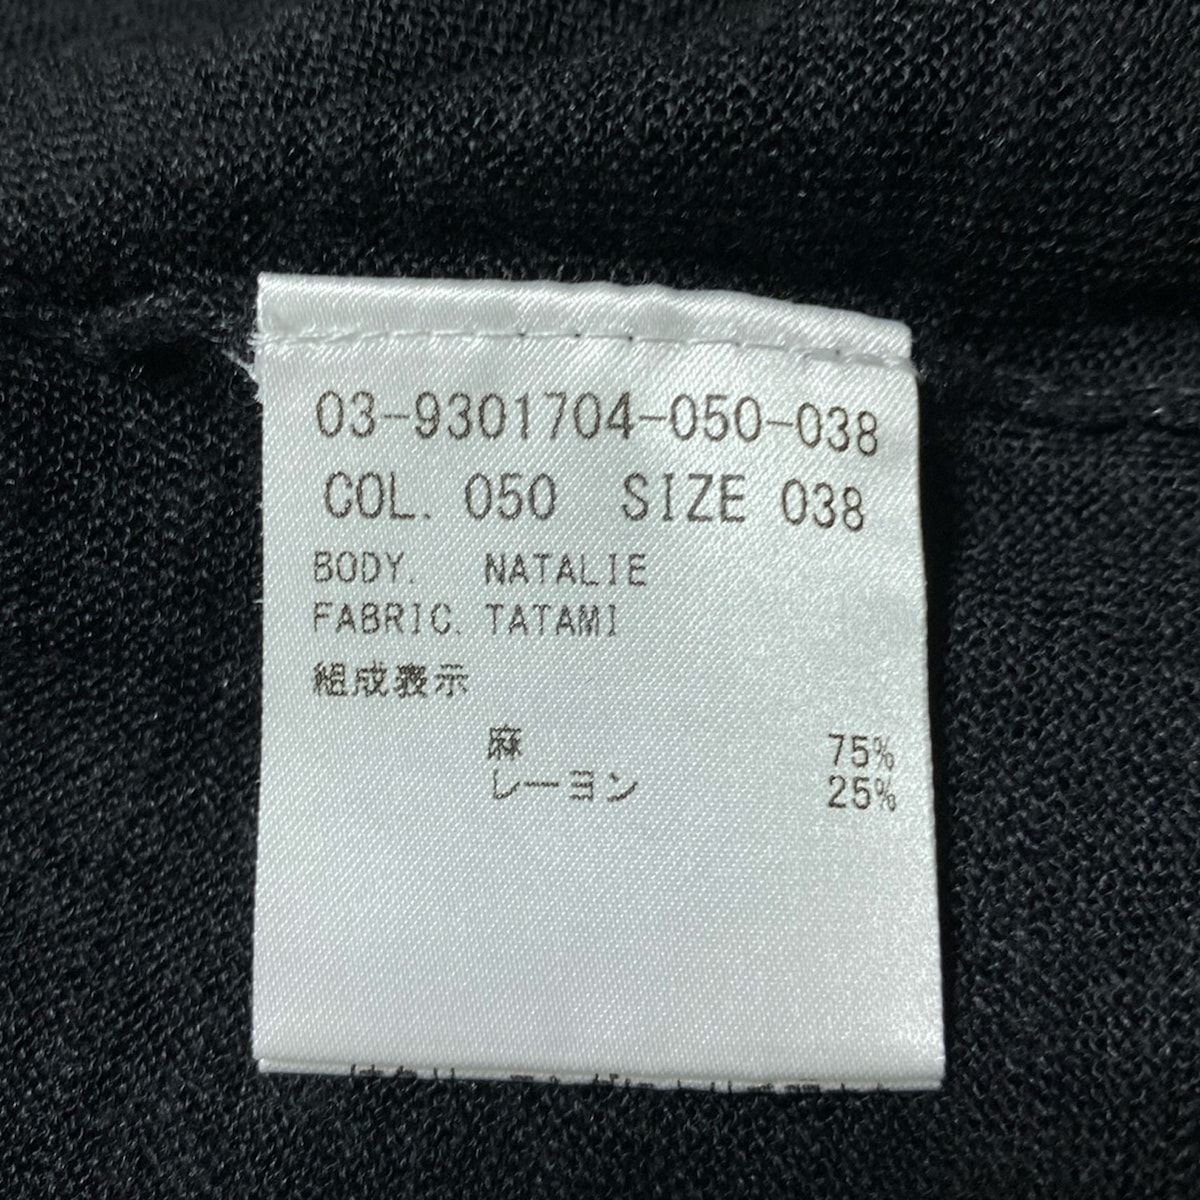 03-9301704-050-038
COL. 050 SIZE 038
BODY. NATALIE
FABRIC. TATAMI
組成表示
麻 75%
レーヨン 25%